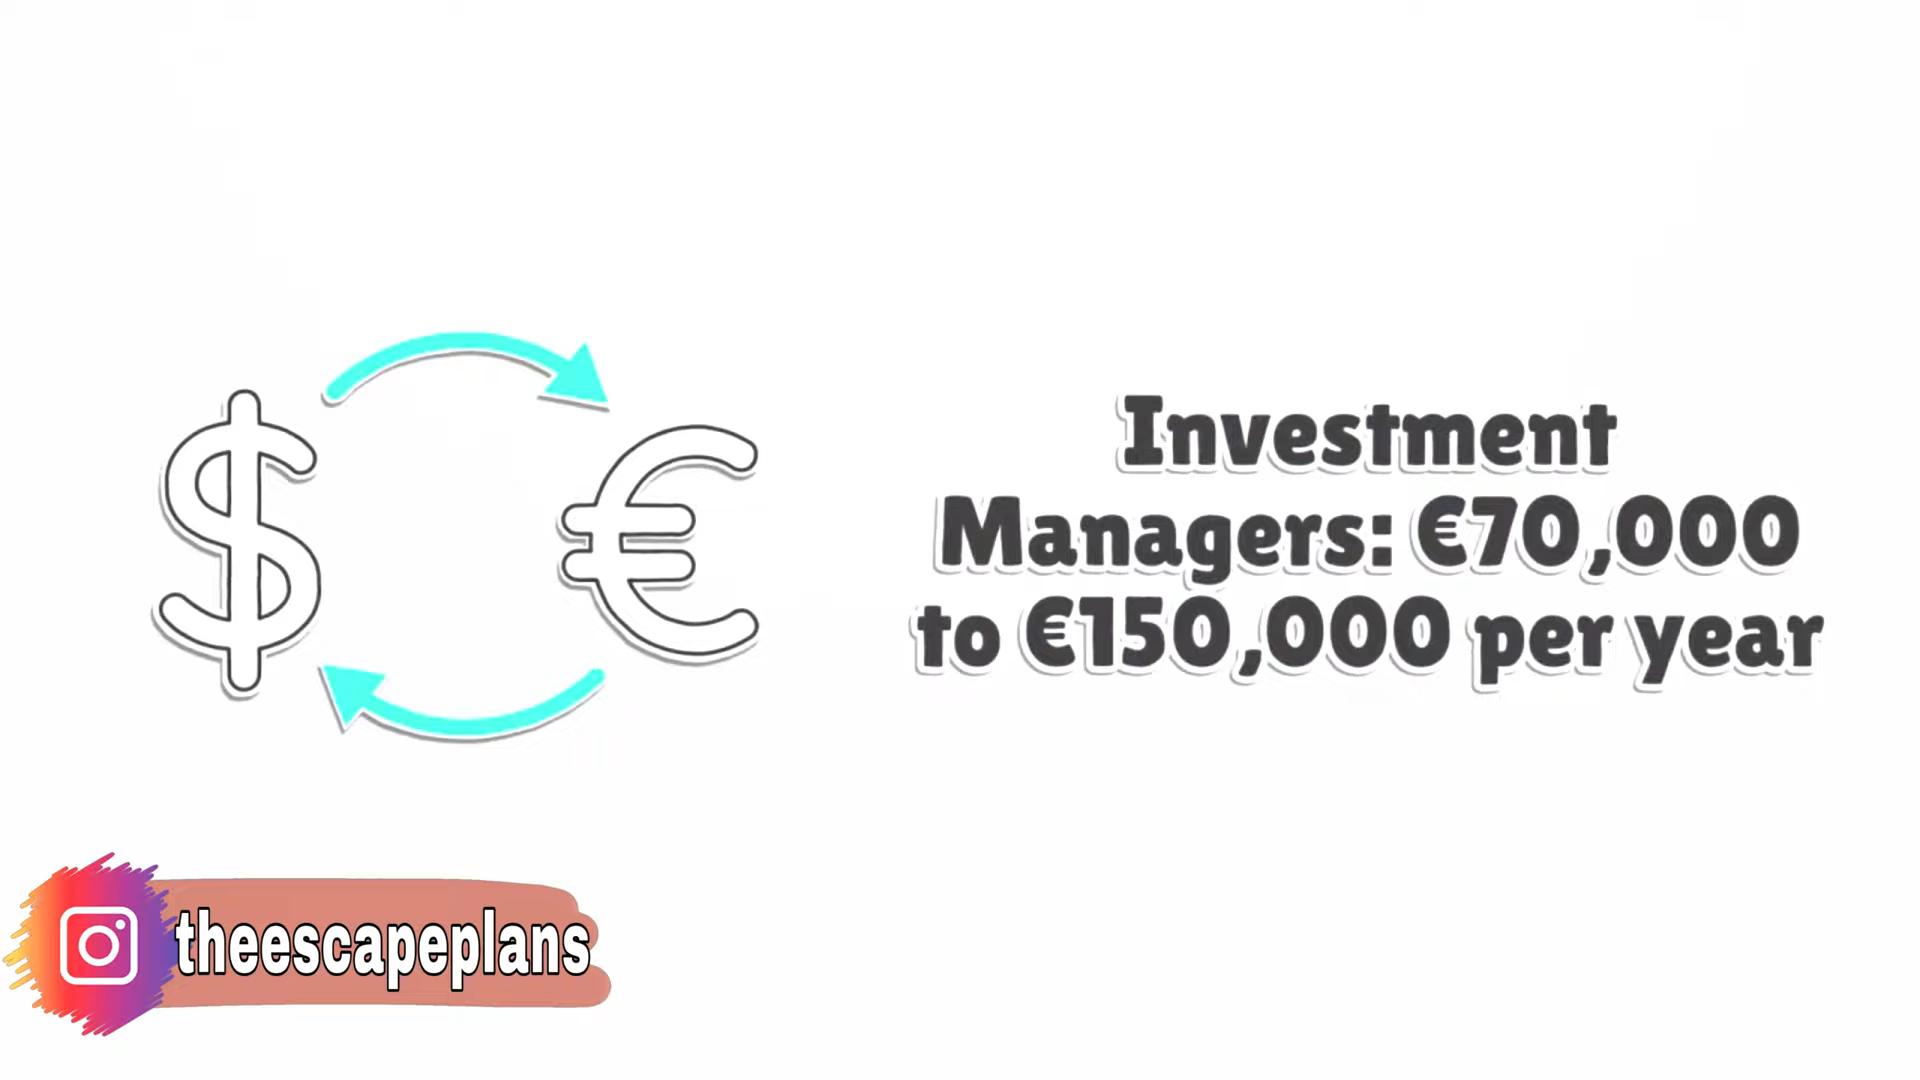 Investment
Managers: €70,000
to €150,000 per year
theescapeplans